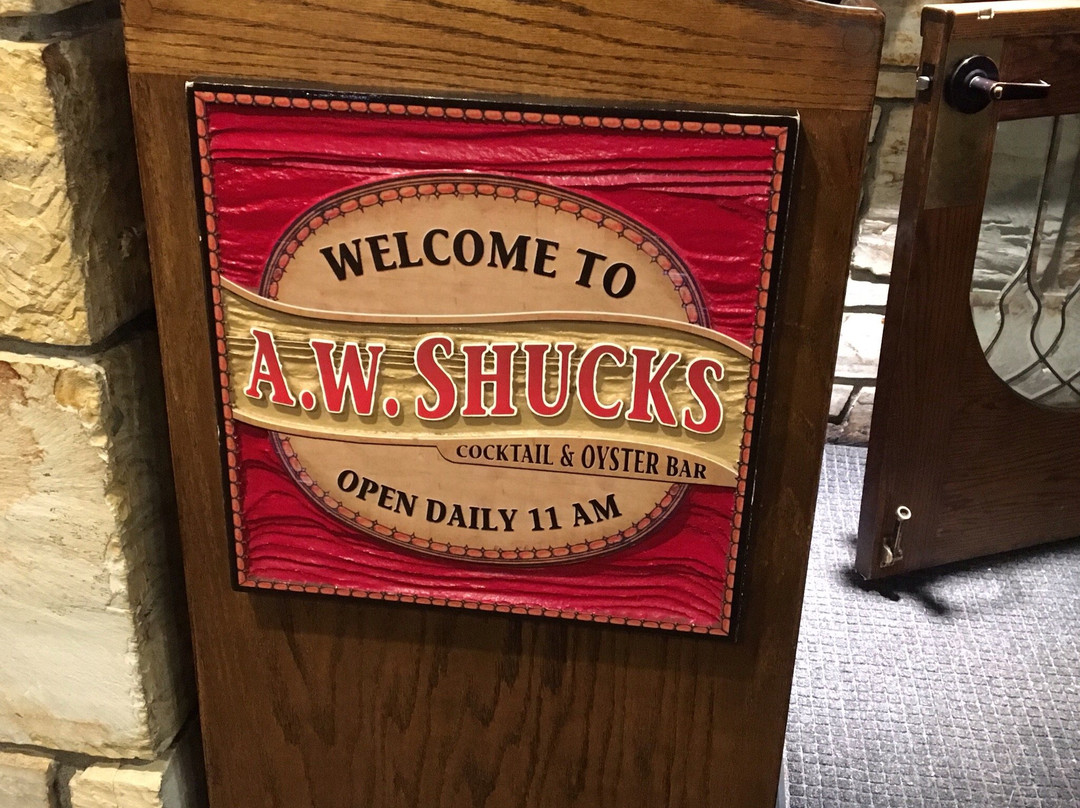 WELCOME TO
A.W. SHUCKS
COCKTAIL & OYSTER BAR
OPEN DAILY 11 AM